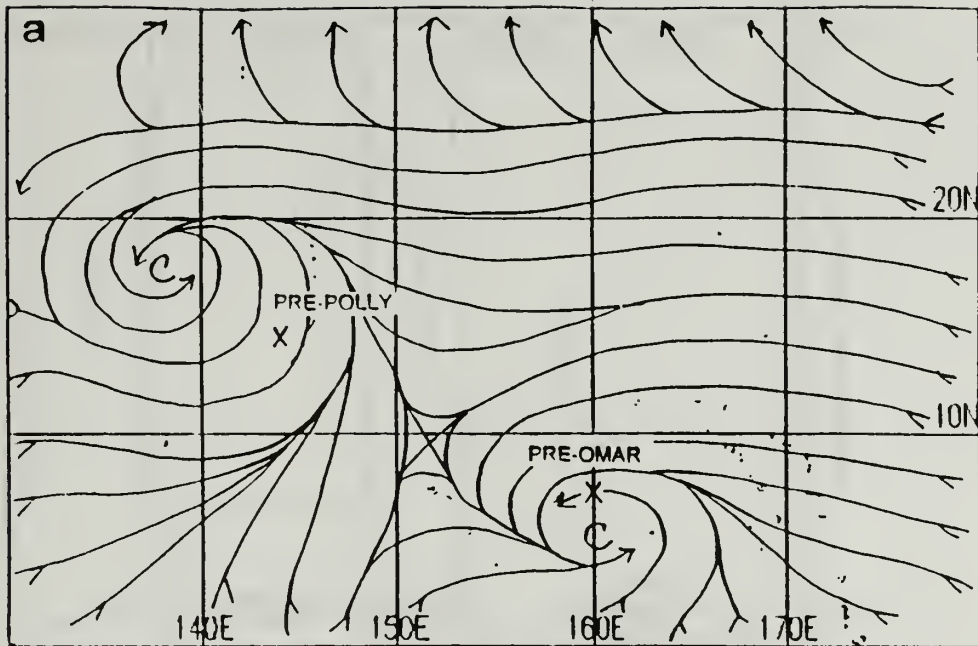 a
20N
C
PRE-POLLY
X
10N
PRE-OMAR
X
C
140E 150E 160E 170E